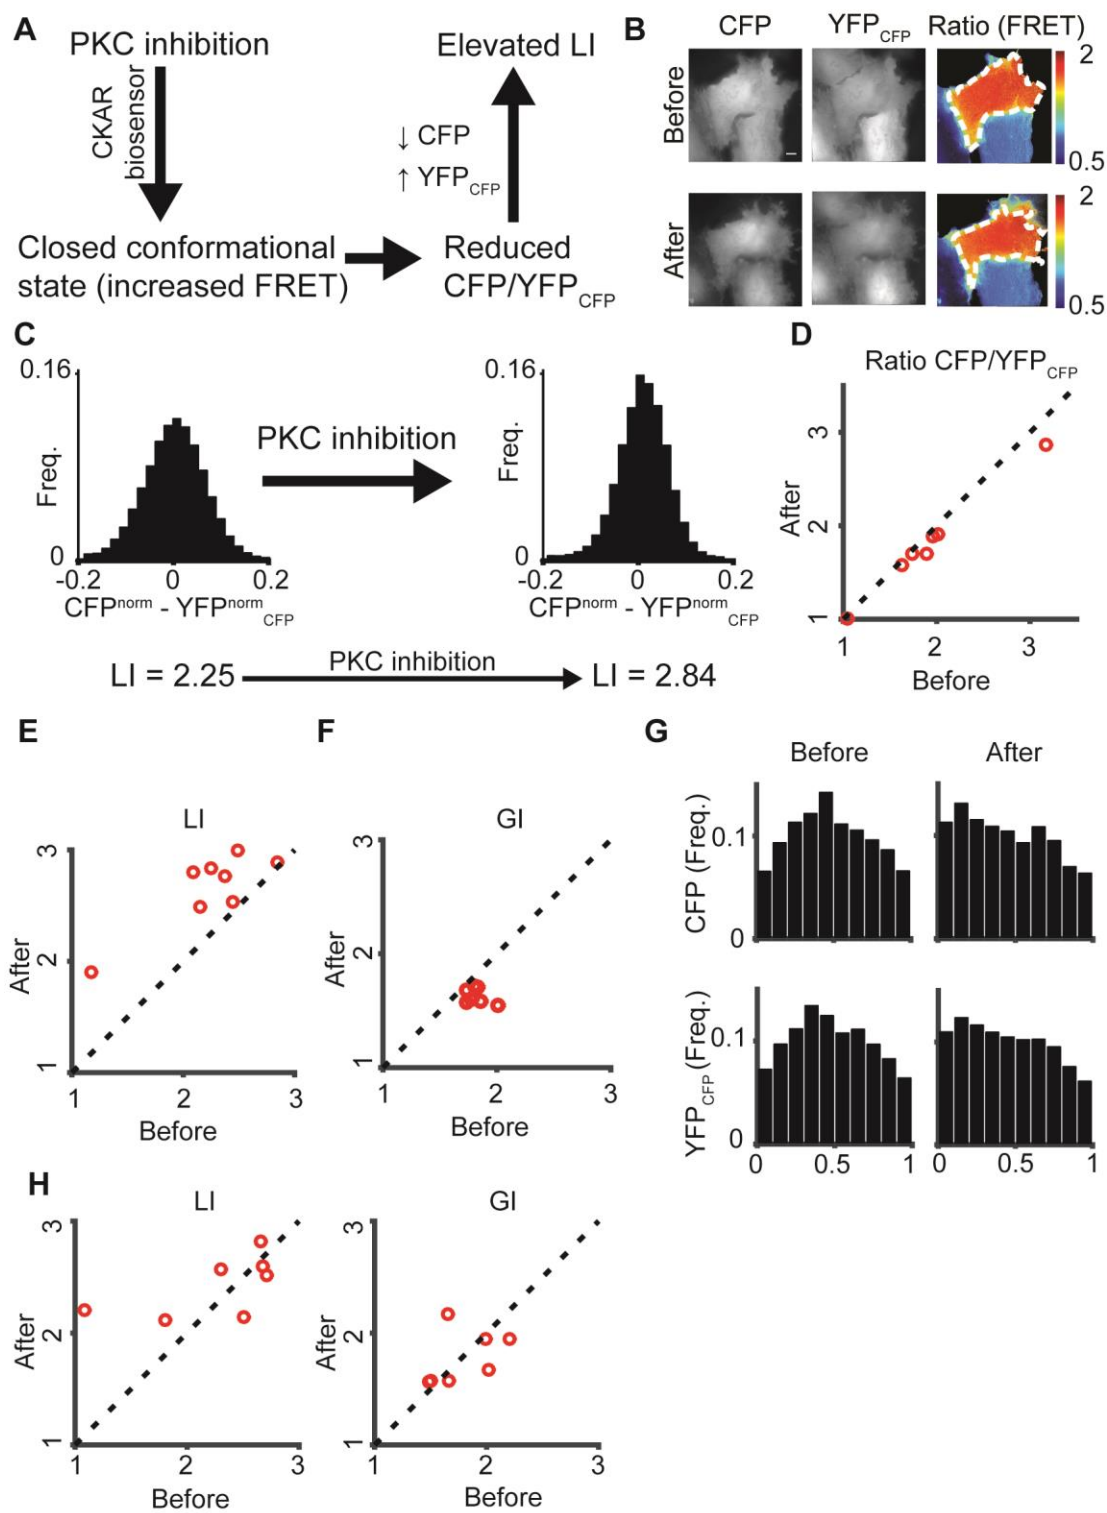 A
PKC inhibition
CKAR
biosensor
Closed conformational
state (increased FRET)
Elevated LI
↓ CFP
↑ YFPCFP
Reduced
CFP/YFPCFP
B
CFP
YFPCFP
Ratio (FRET)
Before
2
0.5
After
2
0.5
C
0.16
Freq.
0
-0.2
0
0.2
CFPnorm - YFPnormCFP
PKC inhibition
0.16
Freq.
0
-0.2
0
0.2
CFPnorm - YFPnormCFP
LI = 2.25
PKC inhibition
LI = 2.84
D
Ratio CFP/YFPCFP
After
3
2
1
1
2
3
Before
E
LI
After
3
2
1
1
2
3
Before
F
GI
After
3
2
1
1
2
3
Before
G
Before
After
CFP (Freq.)
0.1
0
YFPCFP (Freq.)
0.1
0
0
0.5
1
0
0.5
1
H
LI
After
3
2
1
1
2
3
Before
GI
After
3
2
1
1
2
3
Before